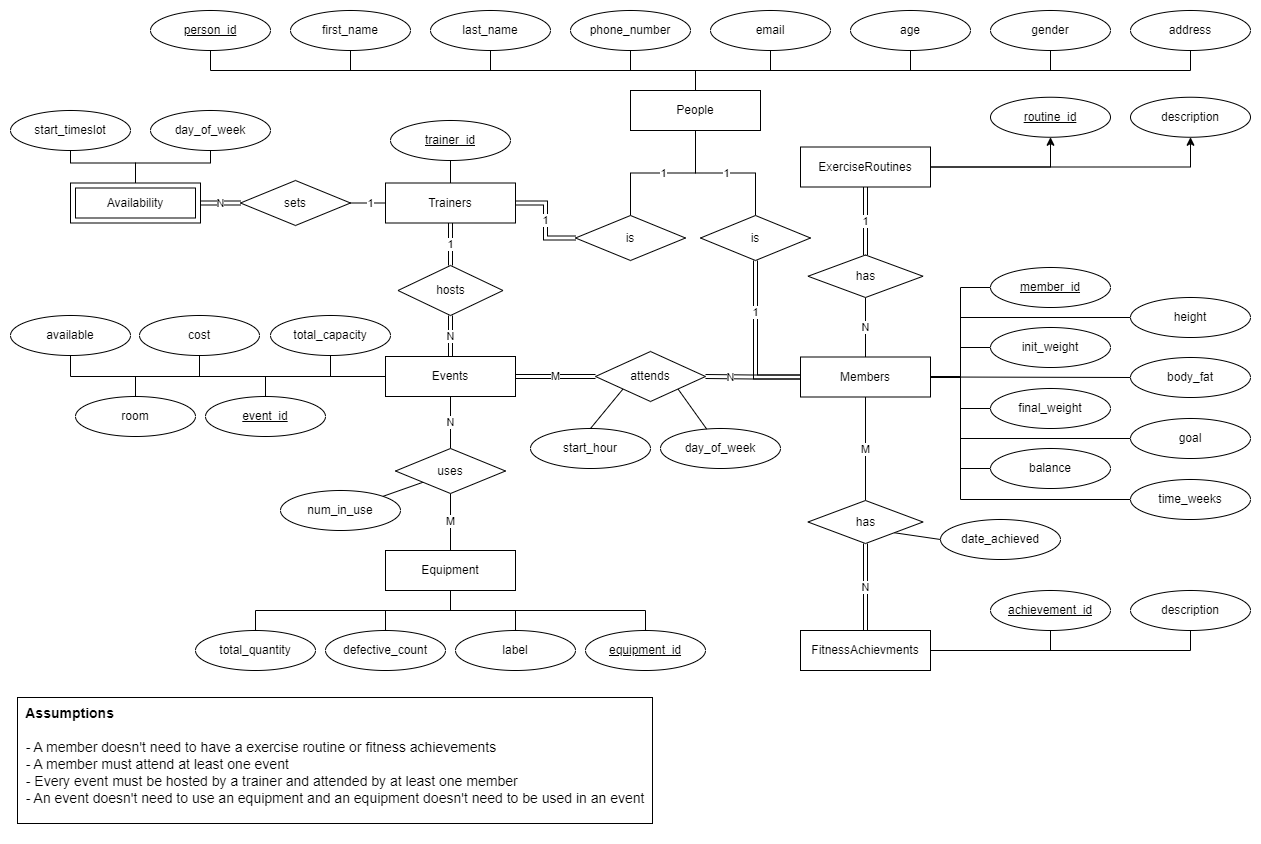 person_id
first_name
last_name
phone_number
email
age
gender
address
People
start_timeslot
day_of_week
trainer_id
routine_id
description
Availability
N
sets
1
Trainers
1
is
1
1
is
1
ExerciseRoutines
1
has
N
1
hosts
N
available
cost
total_capacity
room
event_id
Events
M
attends
N
start_hour
day_of_week
Members
member_id
height
init_weight
body_fat
final_weight
goal
balance
time_weeks
N
uses
num_in_use
M
Equipment
total_quantity
defective_count
label
equipment_id
M
has
date_achieved
N
achievement_id
description
FitnessAchievments
Assumptions
- A member doesn't need to have a exercise routine or fitness achievements
- A member must attend at least one event
- Every event must be hosted by a trainer and attended by at least one member
- An event doesn't need to use an equipment and an equipment doesn't need to be used in an event